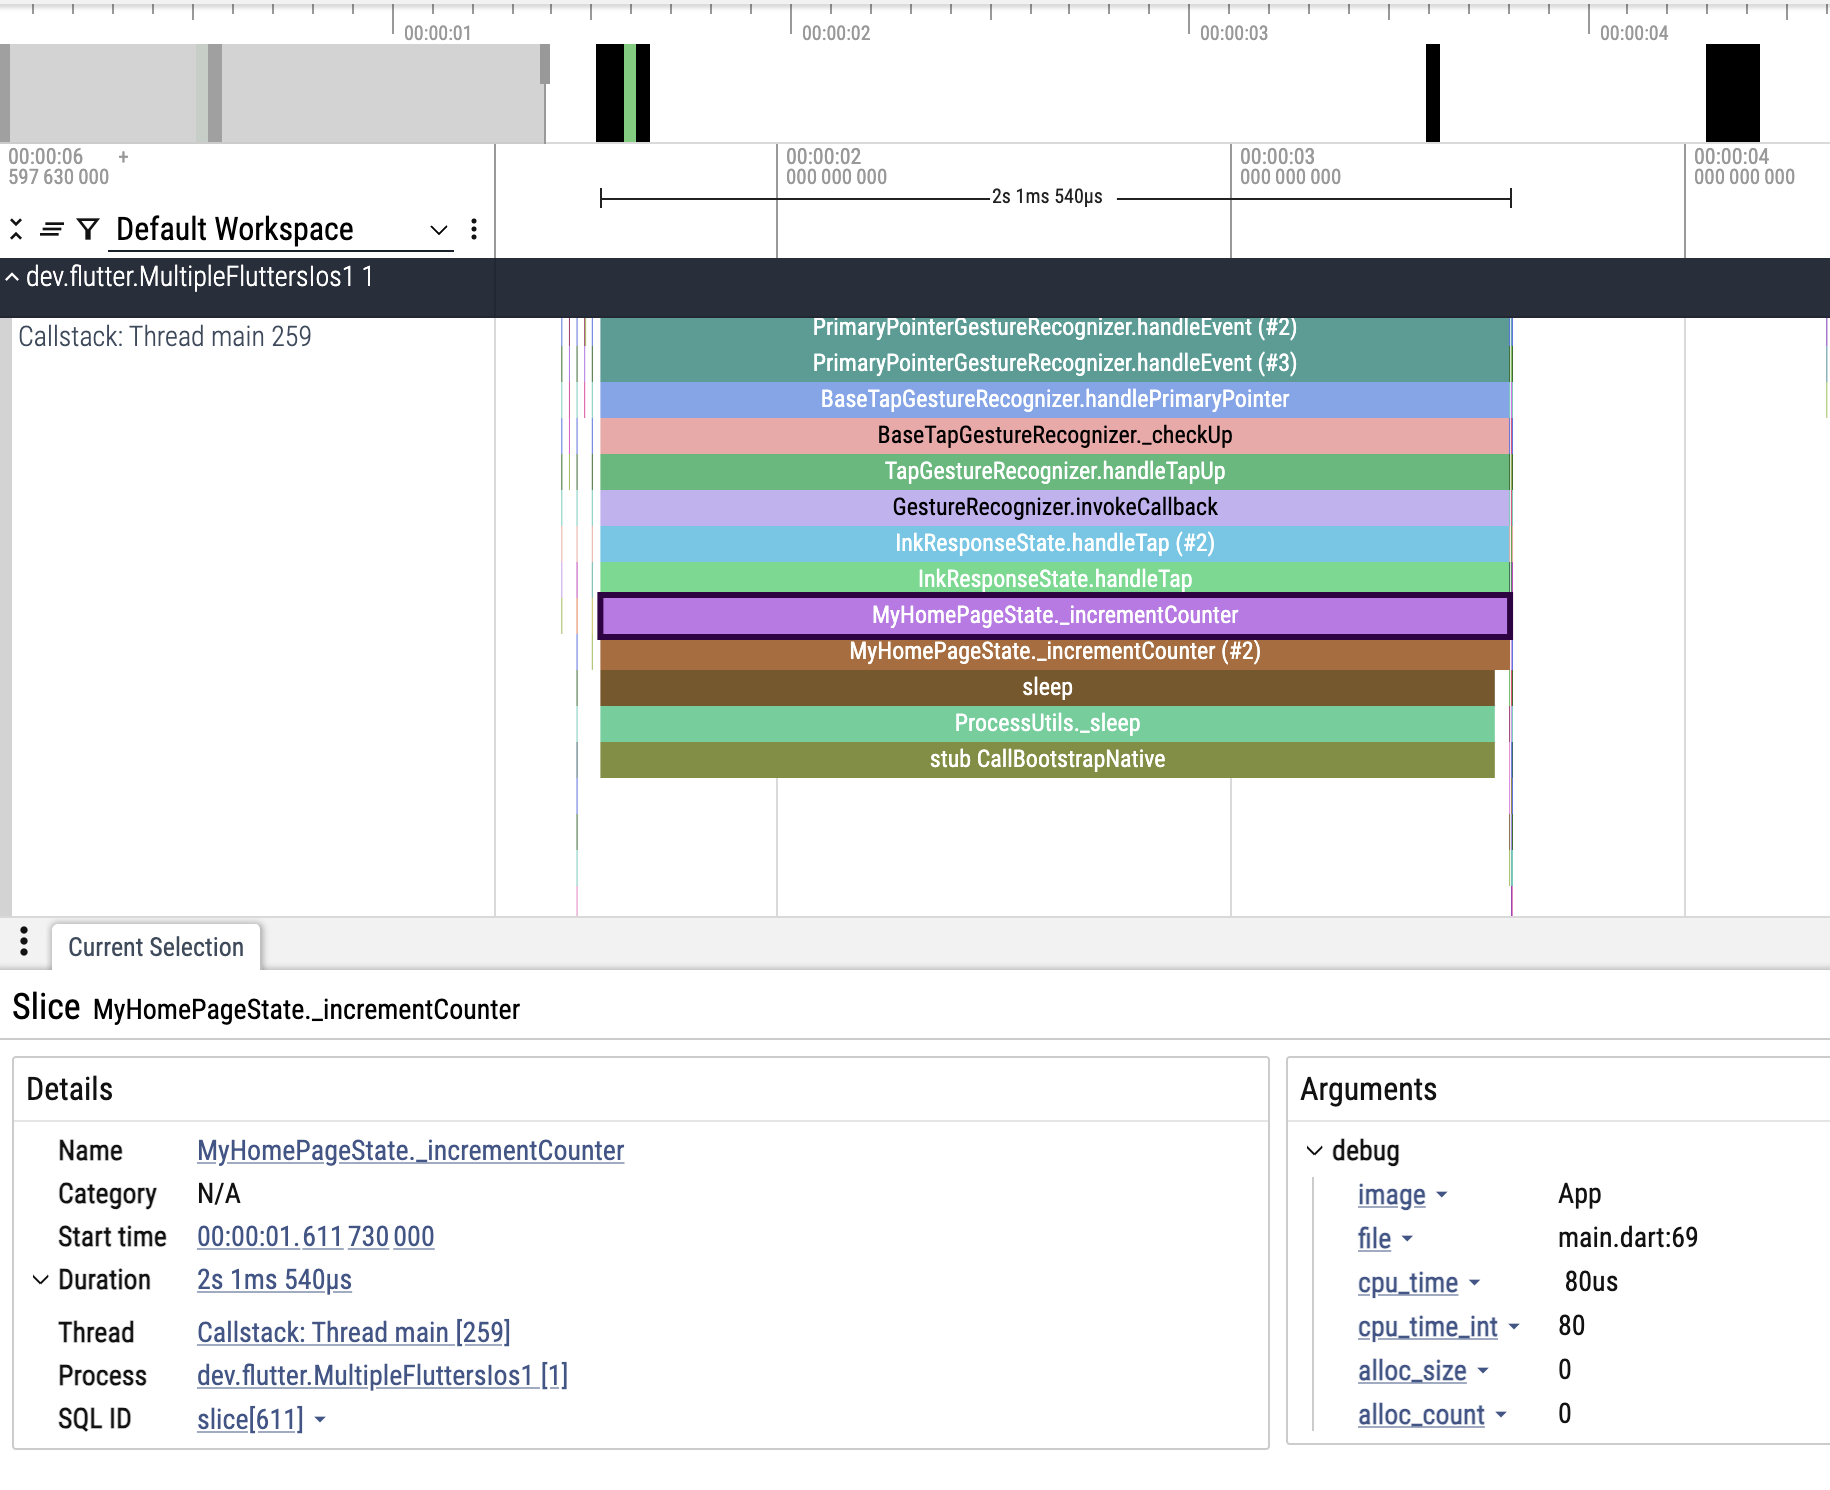 00:00:01
00:00:02
00:00:03
00:00:04
00:00:06 +
597 630 000
00:00:02
000 000 000
00:00:03
000 000 000
00:00:04
000 000 000
2s 1ms 540µs
Default Workspace
dev.flutter.MultipleFluttersIos1 1
Callstack: Thread main 259
PrimaryPointerGestureRecognizer.handleEvent (#2)
PrimaryPointerGestureRecognizer.handleEvent (#3)
BaseTapGestureRecognizer.handlePrimaryPointer
BaseTapGestureRecognizer._checkUp
TapGestureRecognizer.handleTapUp
GestureRecognizer.invokeCallback
InkResponseState.handleTap (#2)
InkResponseState.handleTap
MyHomePageState._incrementCounter
MyHomePageState._incrementCounter (#2)
sleep
ProcessUtils._sleep
stub CallBootstrapNative
Current Selection
Slice MyHomePageState._incrementCounter
Details
Name MyHomePageState._incrementCounter
Category N/A
Start time 00:00:01.611 730 000
Duration 2s 1ms 540µs
Thread Callstack: Thread main [259]
Process dev.flutter.MultipleFluttersIos1 [1]
SQL ID slice[611]
Arguments
debug
image App
file main.dart:69
cpu_time 80us
cpu_time_int 80
alloc_size 0
alloc_count 0